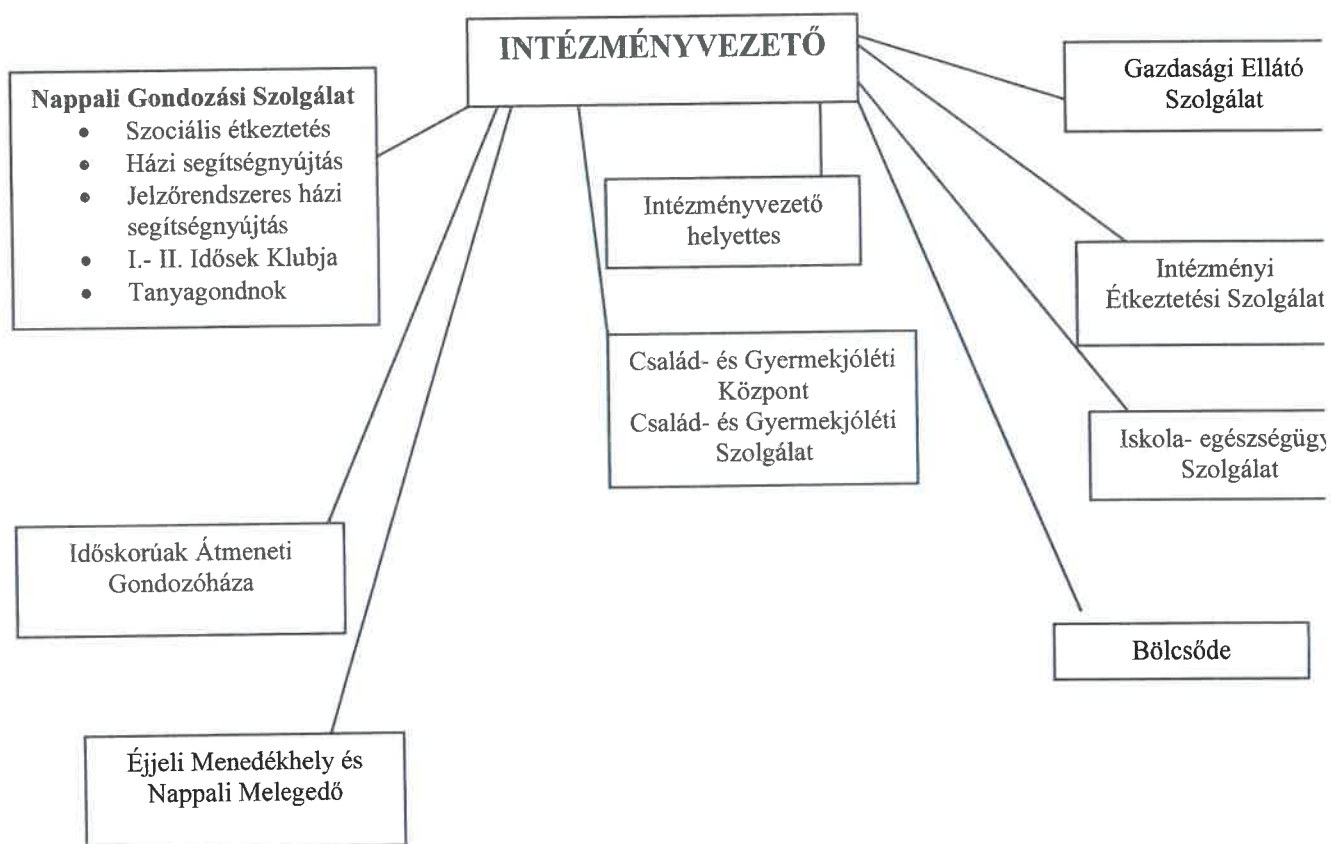 INTÉZMÉNYVEZETŐ
Nappali Gondozási Szolgálat
• Szociális étkeztetés
• Házi segítségnyújtás
• Jelzőrendszeres házi
segítségnyújtás
• I.- II. Idősek Klubja
• Tanyagondnok
Gazdasági Ellátó
Szolgálat
Intézményvezető
helyettes
Intézményi
Étkeztetési Szolgálat
Család- és Gyermekjóléti
Központ
Család- és Gyermekjóléti
Szolgálat
Iskola- egészségügy
Szolgálat
Időskorúak Átmeneti
Gondozóháza
Bölcsőde
Éjjeli Menedékhely és
Nappali Melegedő